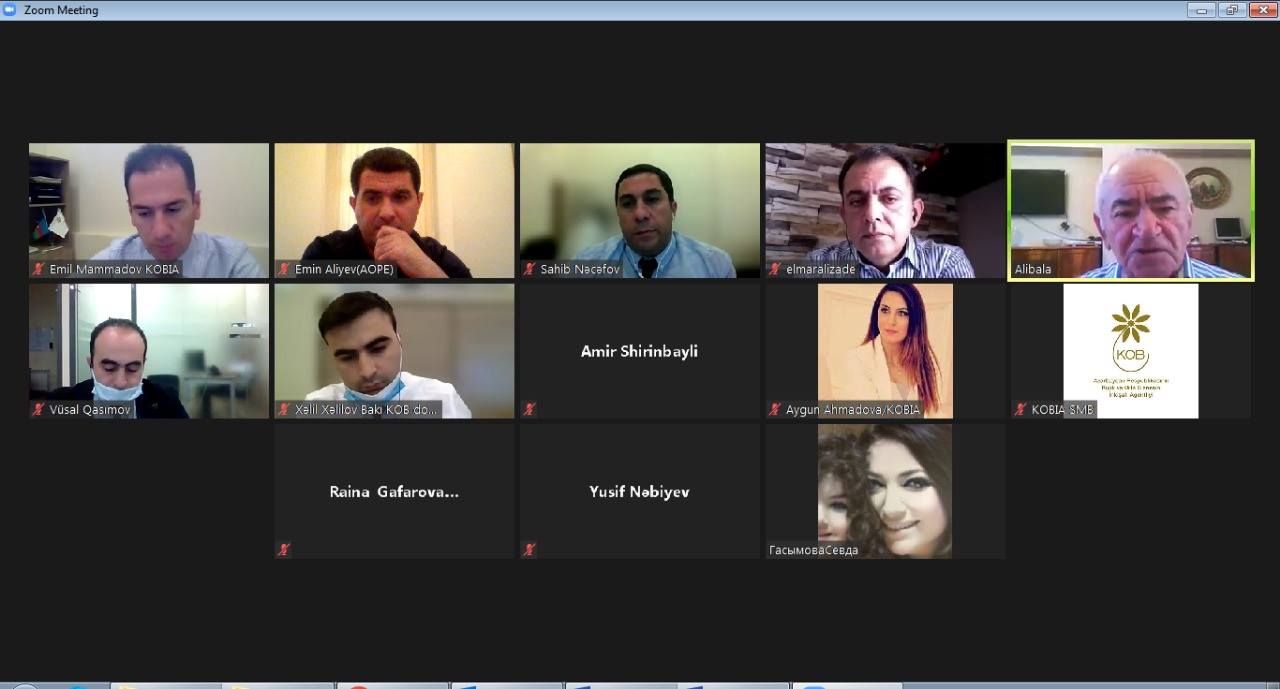 Zoom Meeting
Emil Mammadov KOBIA
Emin Aliyev(AOPE)
Sahib Nəcəfov
elmaralizade
Alibala
Vüsal Qasımov
Xəlil Xəlilov Bakı KOB do...
Amir Shirinbayli
Aygun Ahmadova/KOBIA
KOB
Azərbaycan Respublikasının
Kiçik və Orta Biznesin
İnkişafı Agentliyi
KOBIA SMB
Raina Gafarova...
Yusif Nəbiyev
ГасымоваСевда